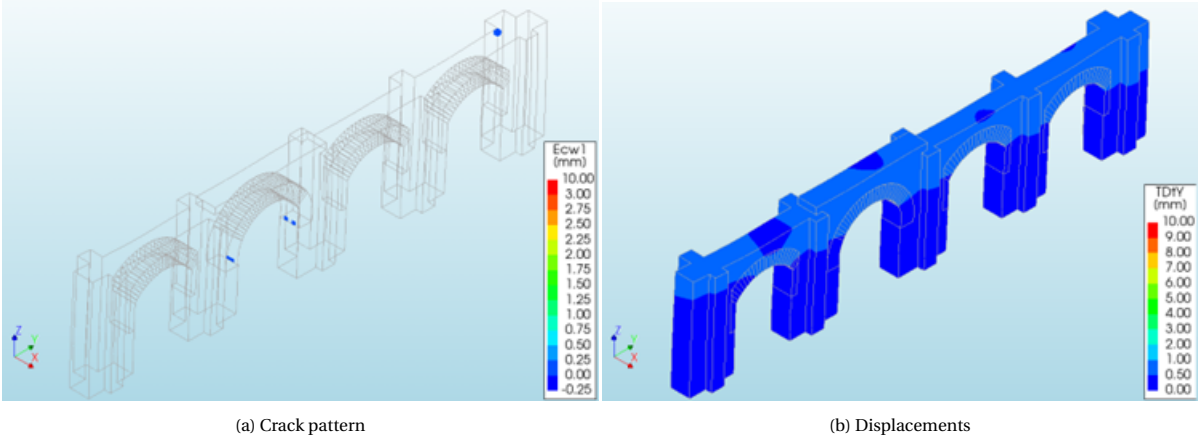 Ecw1
(mm)
10.00
3.00
2.75
2.50
2.25
2.00
1.75
1.50
1.25
1.00
0.75
0.50
0.25
0.00
-0.25
Z
Y
X
(a) Crack pattern
TDtY
(mm)
10.00
9.00
8.00
7.00
6.00
5.00
4.00
3.00
2.00
1.00
0.50
0.00
Z
Y
X
(b) Displacements